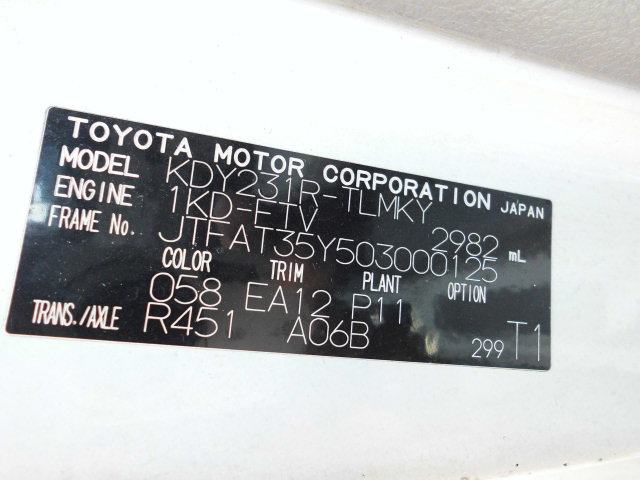 TOYOTA MOTOR CORPORATION JAPAN
MODEL KDY231R-TLMKY
ENGINE 1KD-FTV 2982 mL
FRAME No. JTFAT35Y503000125
COLOR TRIM PLANT OPTION
058 EA12 P11
TRANS./AXLE R451 A06B 299 T1